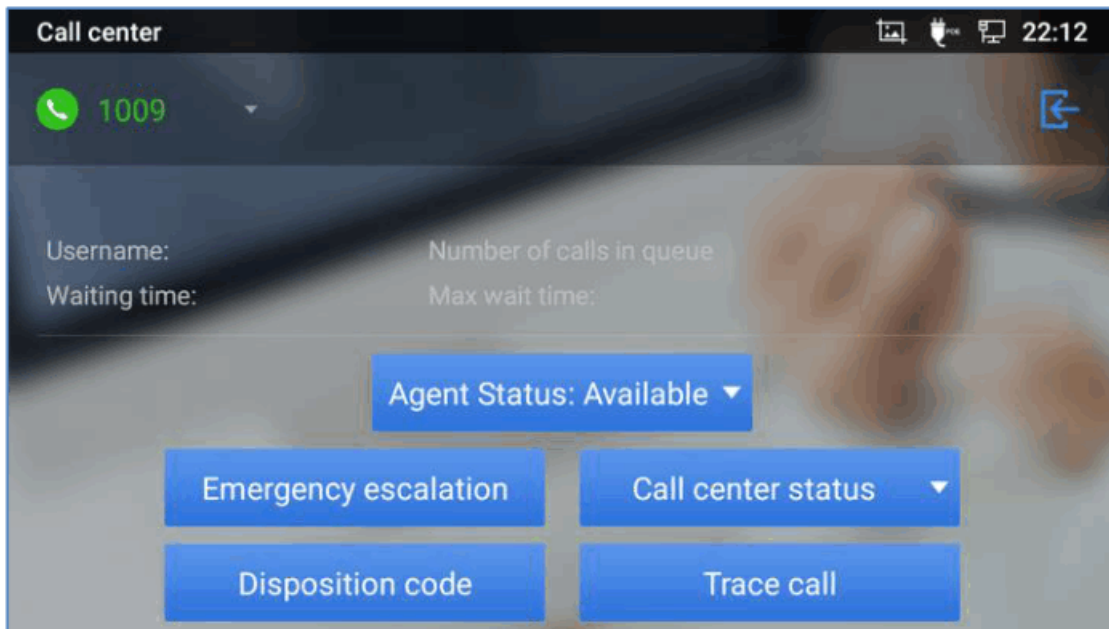 Call center 22:12
1009
Username: Number of calls in queue
Waiting time: Max wait time:
Agent Status: Available
Emergency escalation Call center status
Disposition code Trace call